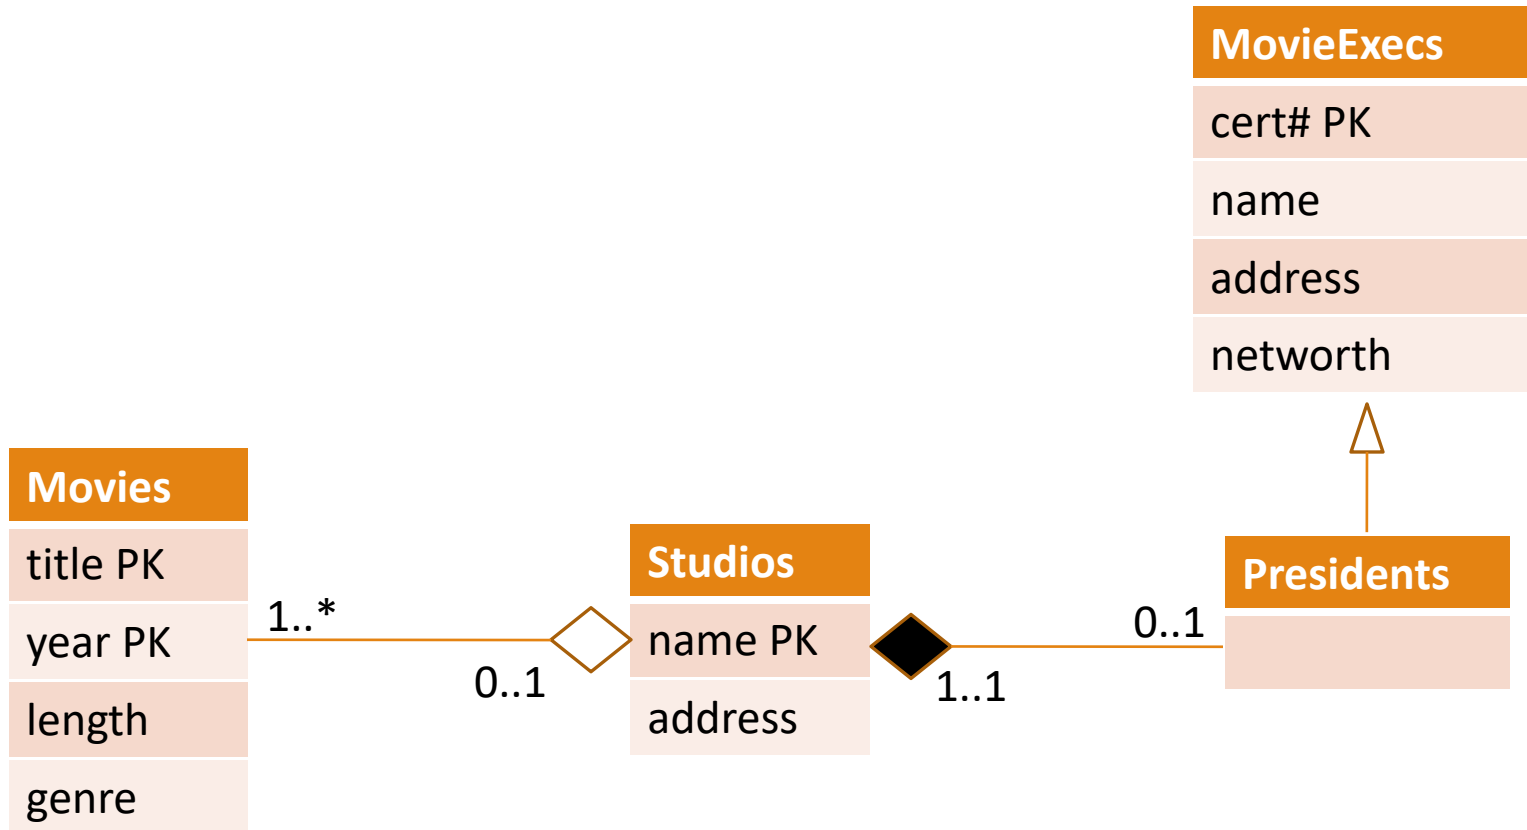 MovieExecs
cert# PK
name
address
networth
Movies
title PK
year PK
length
genre
1..*
0..1
Studios
name PK
address
1..1
0..1
Presidents